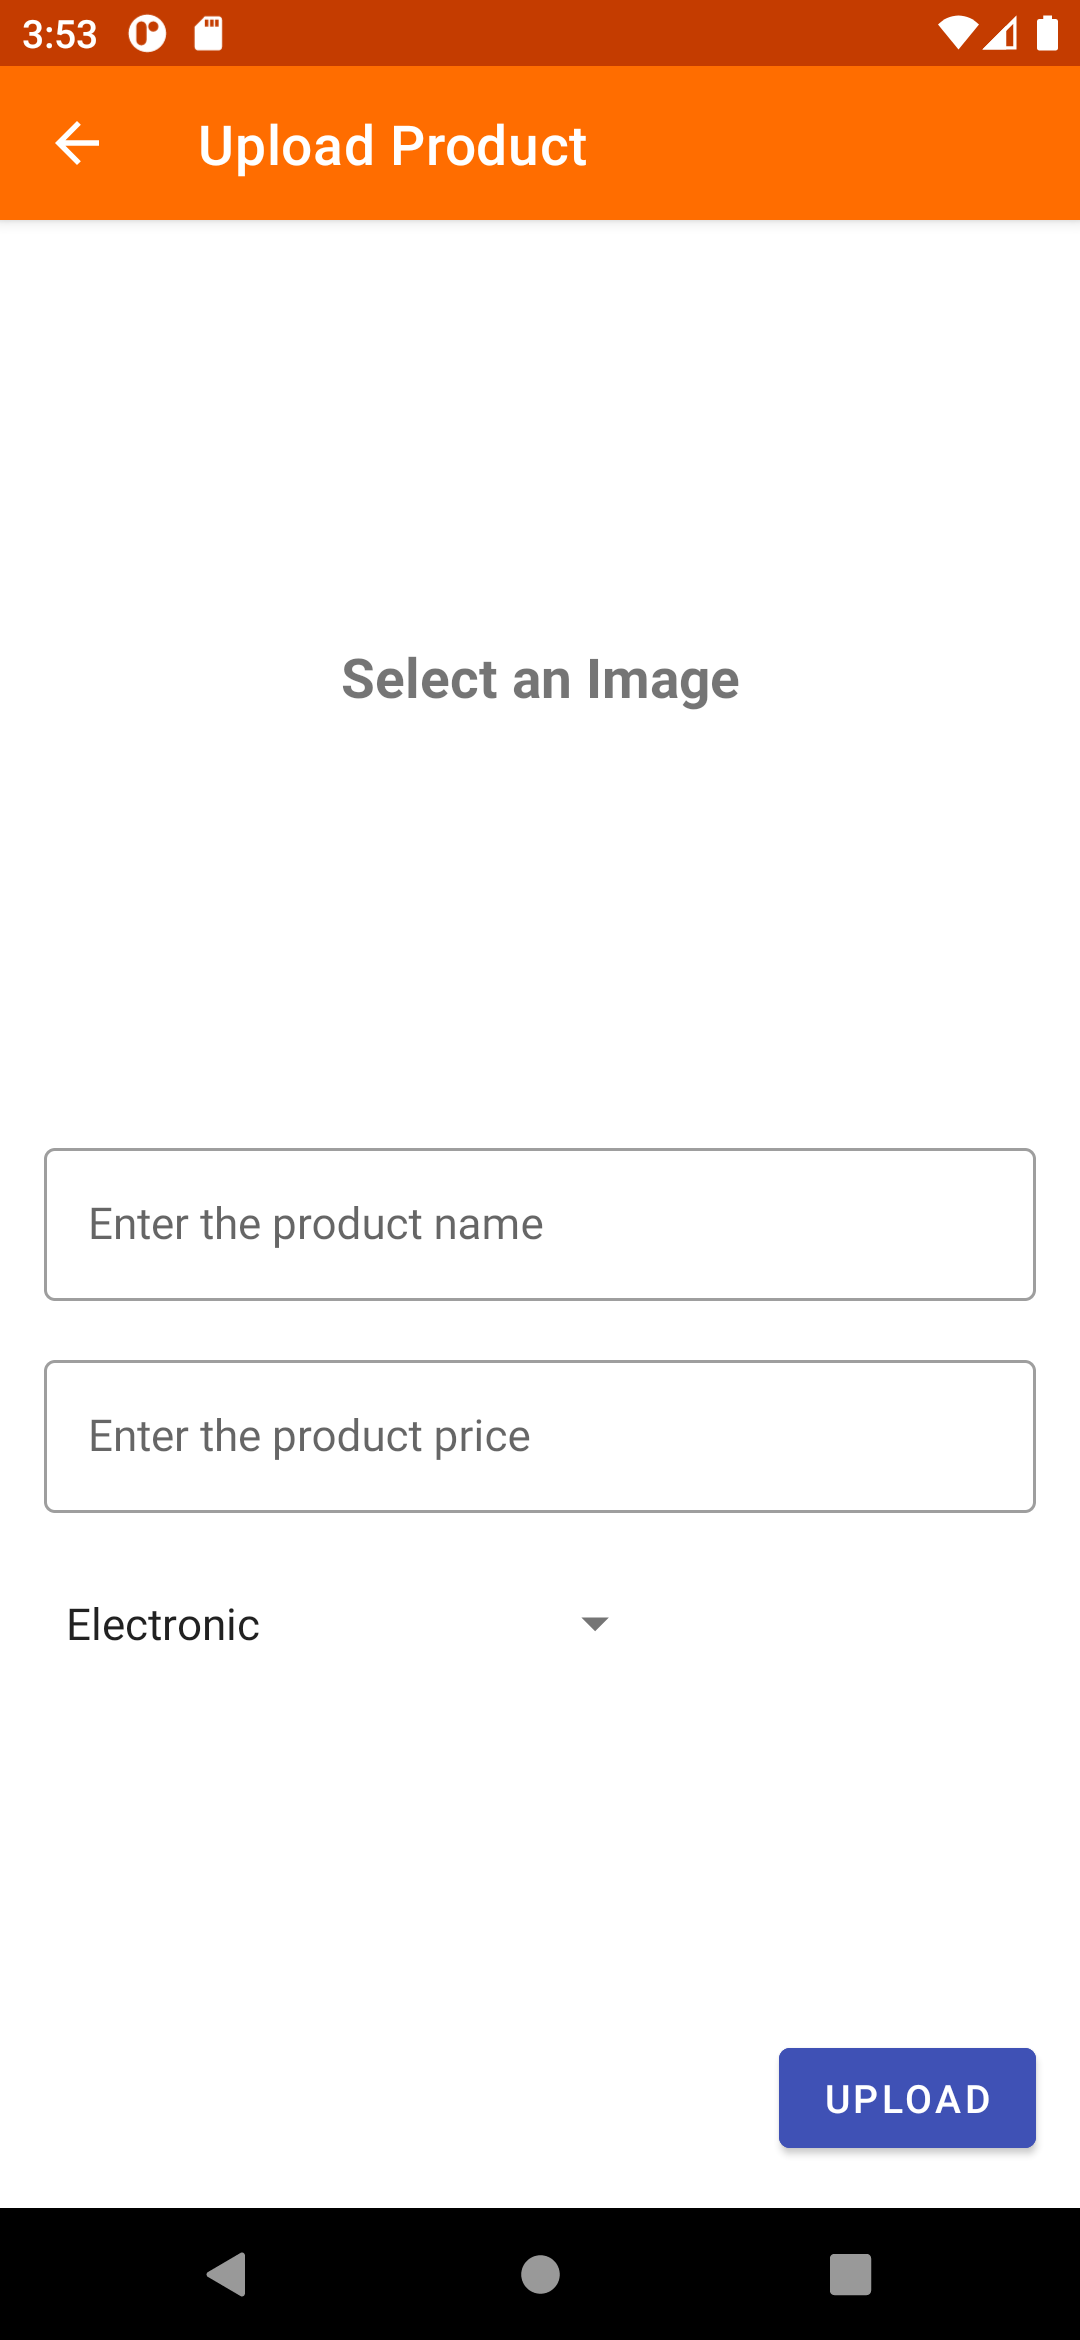 3:53
Upload Product
Select an Image
Enter the product name
Enter the product price
Electronic
UPLOAD